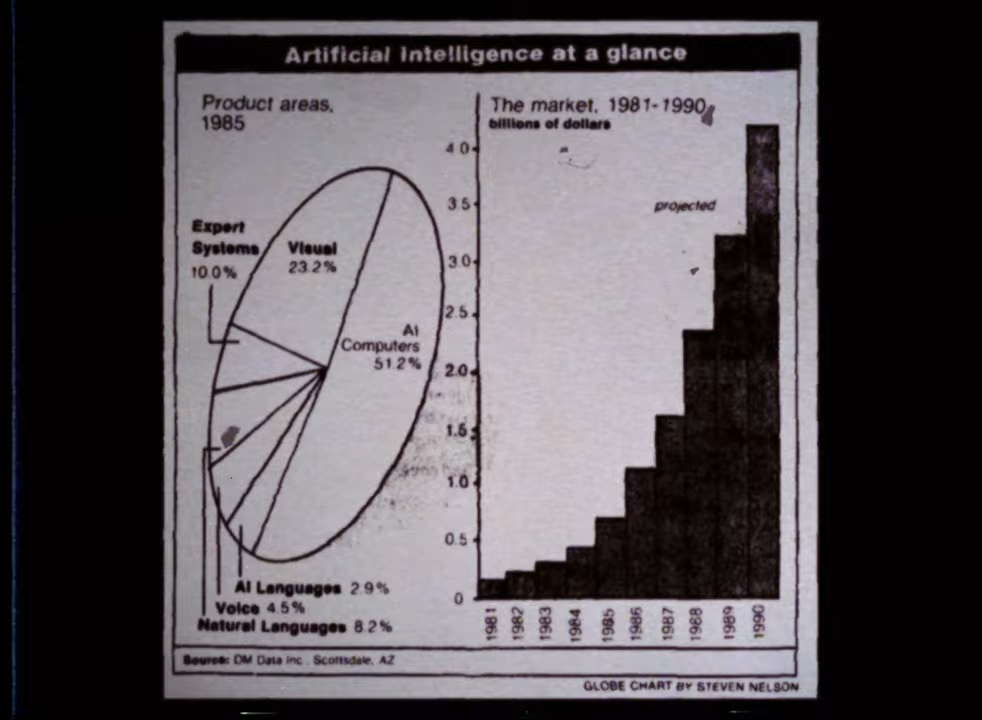 Artificial Intelligence at a glance
Product areas,
1985
Expert
Systems
10.0%
Visual
23.2%
AI
Computers
51.2%
AI Languages 2.9%
Voice 4.5%
Natural Languages 8.2%
The market, 1981-1990,
billions of dollars
projected
4.0
3.5
3.0
2.5
2.0
1.5
1.0
0.5
0
1981
1982
1983
1984
1985
1986
1987
1988
1989
1990
Source: DM Data Inc., Scottsdale, AZ
GLOBE CHART BY STEVEN NELSON